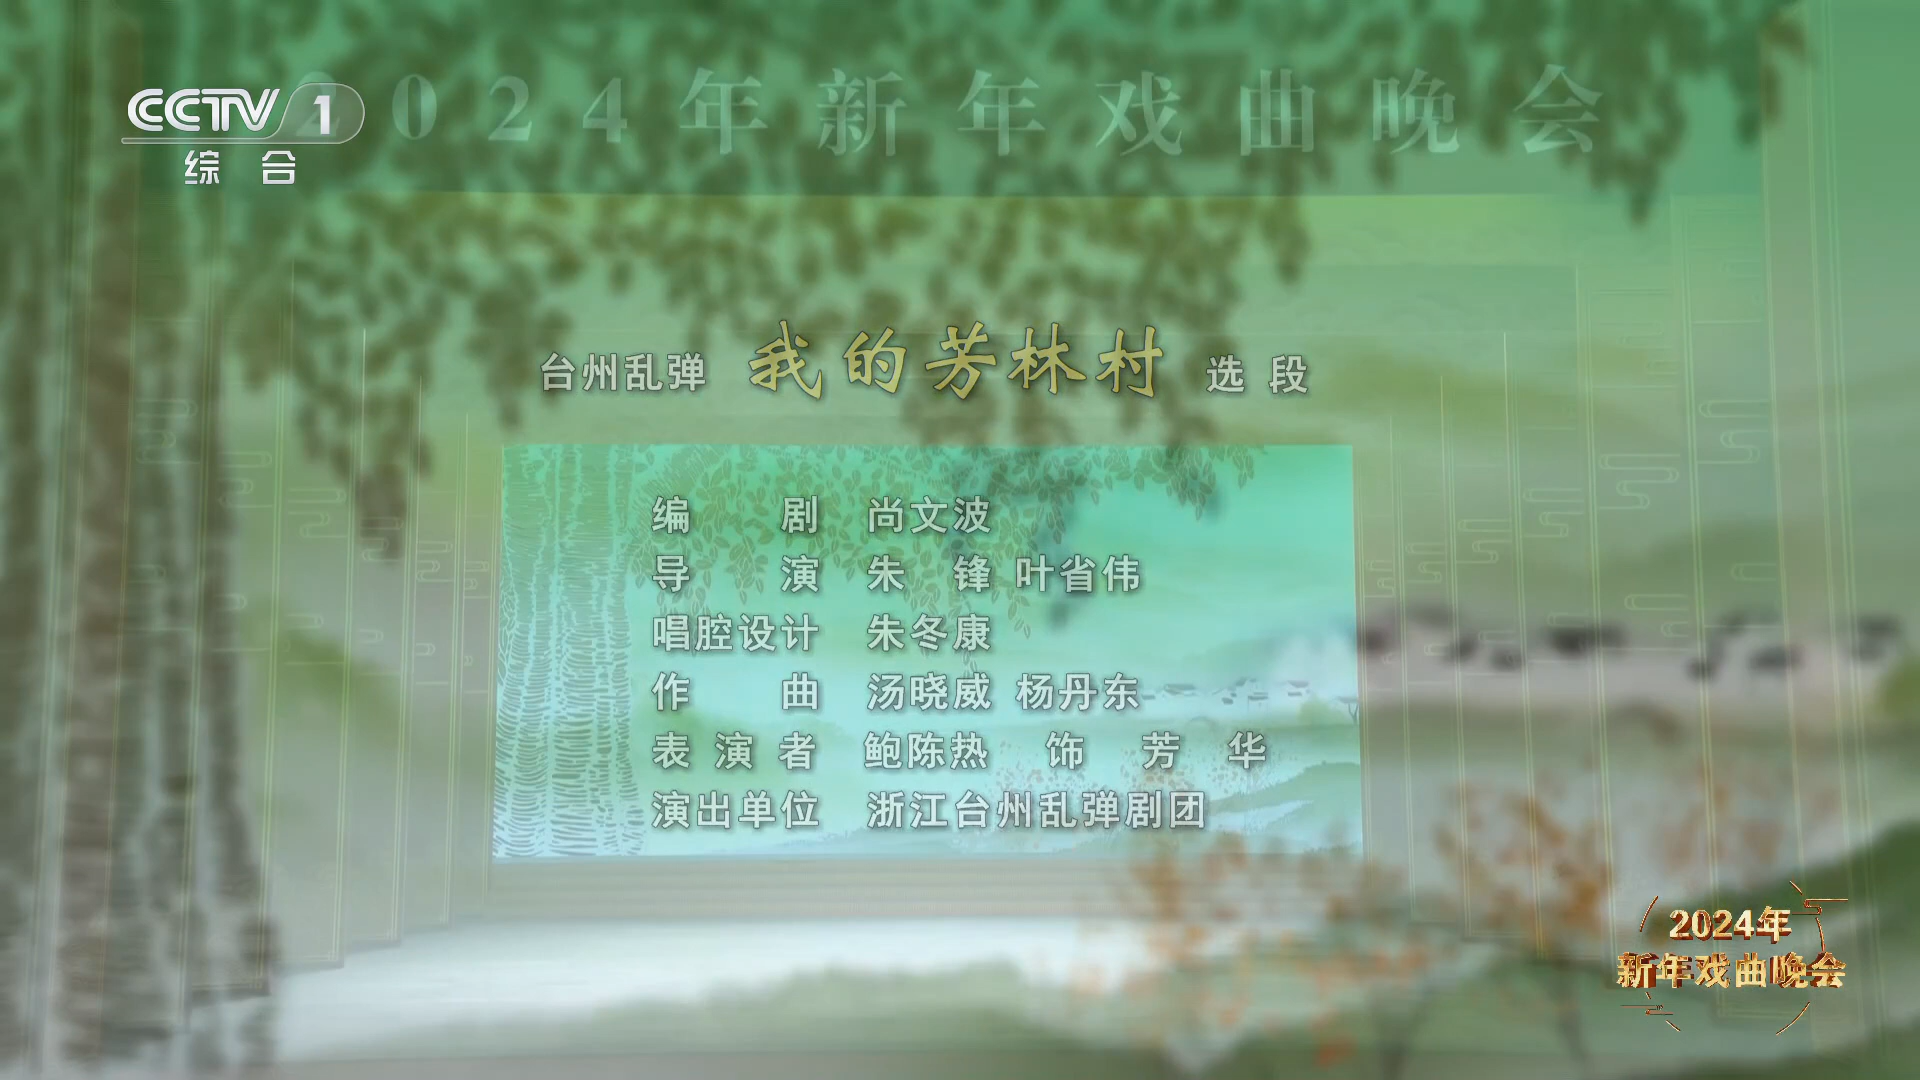 2024年新年戏曲晚会
CCTV 1
综 合
台州乱弹 我的芳林村 选 段
编 剧 尚文波
导 演 朱 锋 叶省伟
唱腔设计 朱冬康
作 曲 汤晓威 杨丹东
表 演 者 鲍陈热 饰 芳 华
演出单位 浙江台州乱弹剧团
2024年
新年戏曲晚会